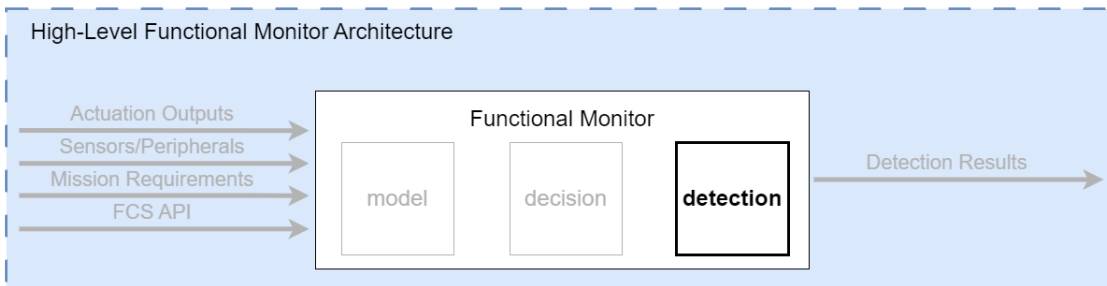 High-Level Functional Monitor Architecture
Actuation Outputs
Sensors/Peripherals
Mission Requirements
FCS API
Functional Monitor
model
decision
detection
Detection Results